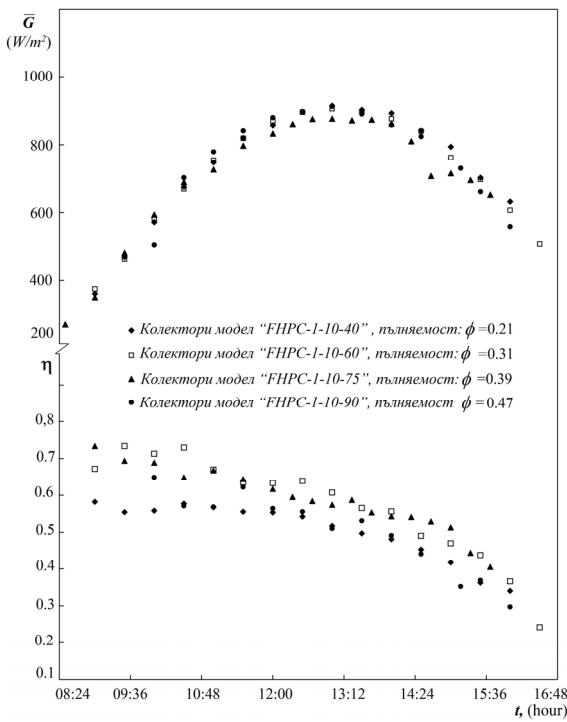 G
(W/m²)
1000
800
600
400
200
◆ Колектори модел “FHPC-1-10-40” , пълняемост: ϕ =0.21
□ Колектори модел “FHPC-1-10-60” , пълняемост: ϕ =0.31
▲ Колектори модел “FHPC-1-10-75” , пълняемост: ϕ =0.39
● Колектори модел “FHPC-1-10-90”, пълняемост ϕ =0.47
η
0,8
0.7
0.6
0.5
0.4
0.3
0.2
0.1
08:24 09:36 10:48 12:00 13:12 14:24 15:36 16:48
t, (hour)